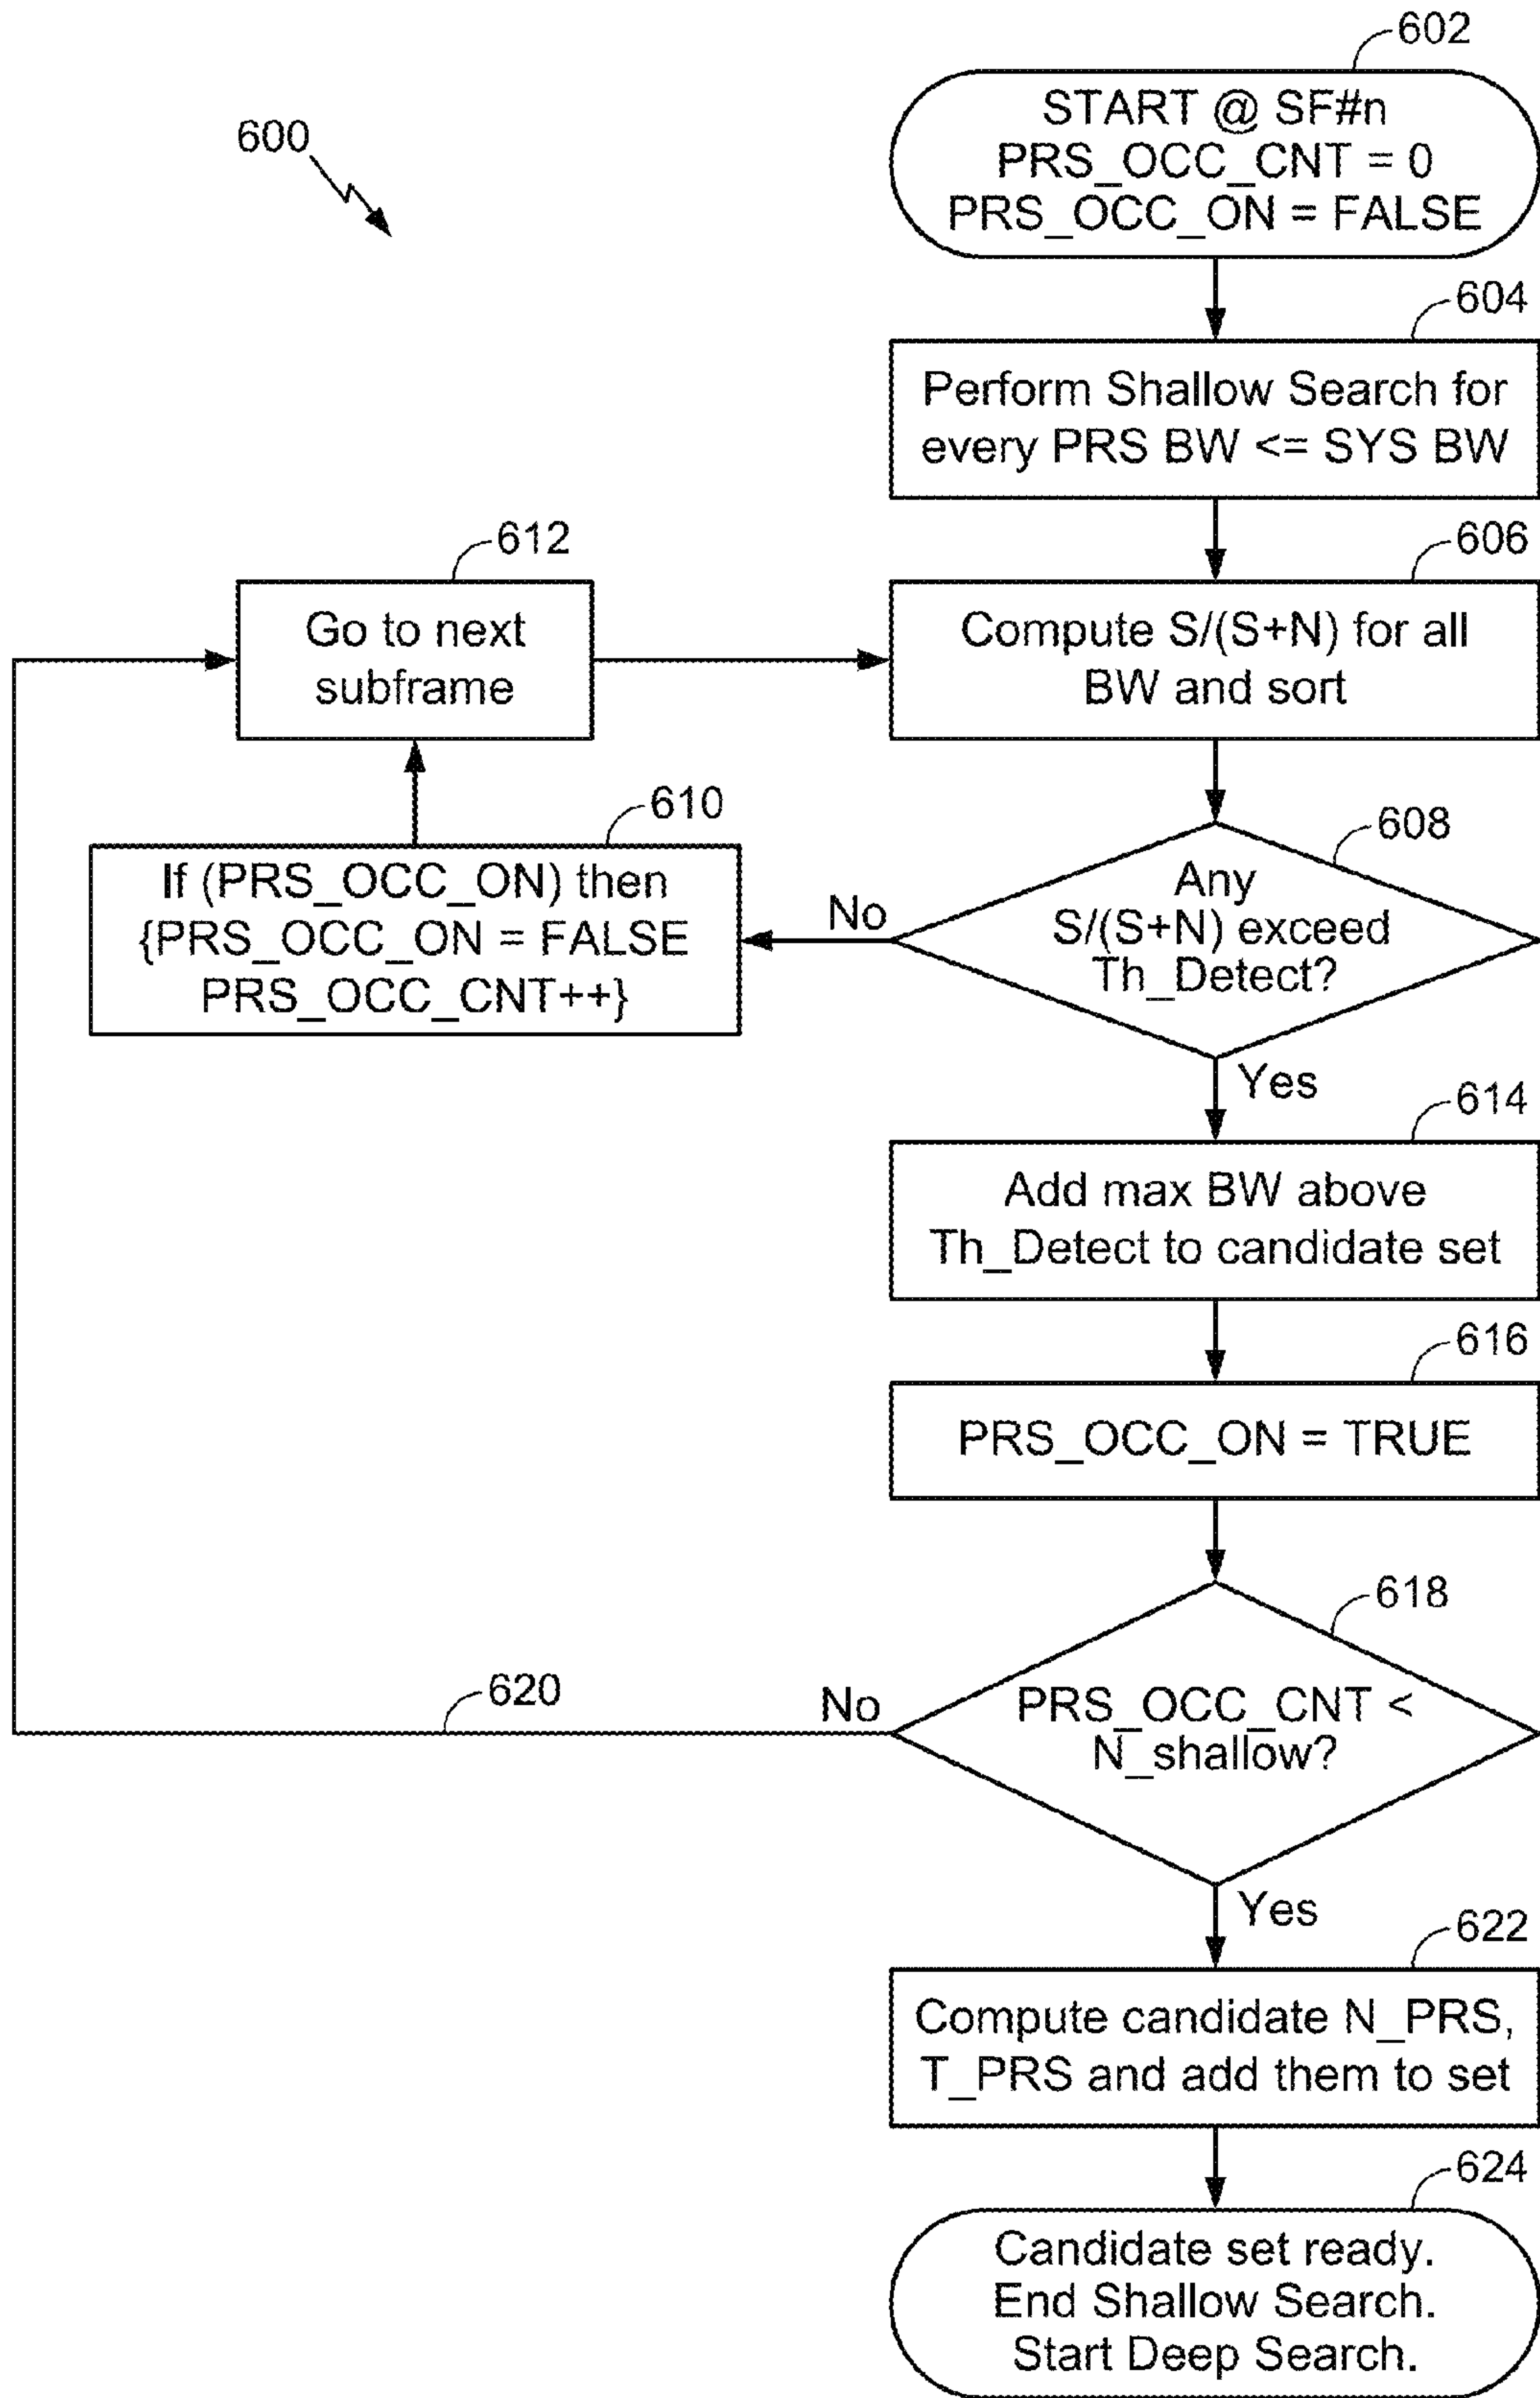 602
START @ SF#n
PRS_OCC_CNT = 0
PRS_OCC_ON = FALSE
600
604
Perform Shallow Search for
every PRS BW <= SYS BW
612
Go to next
subframe
606
Compute S/(S+N) for all
BW and sort
610
If (PRS_OCC_ON) then
{PRS_OCC_ON = FALSE
PRS_OCC_CNT++}
608
Any
S/(S+N) exceed
Th_Detect?
No
Yes
614
Add max BW above
Th_Detect to candidate set
616
PRS_OCC_ON = TRUE
618
PRS_OCC_CNT <
N_shallow?
620
No
Yes
622
Compute candidate N_PRS,
T_PRS and add them to set
624
Candidate set ready.
End Shallow Search.
Start Deep Search.